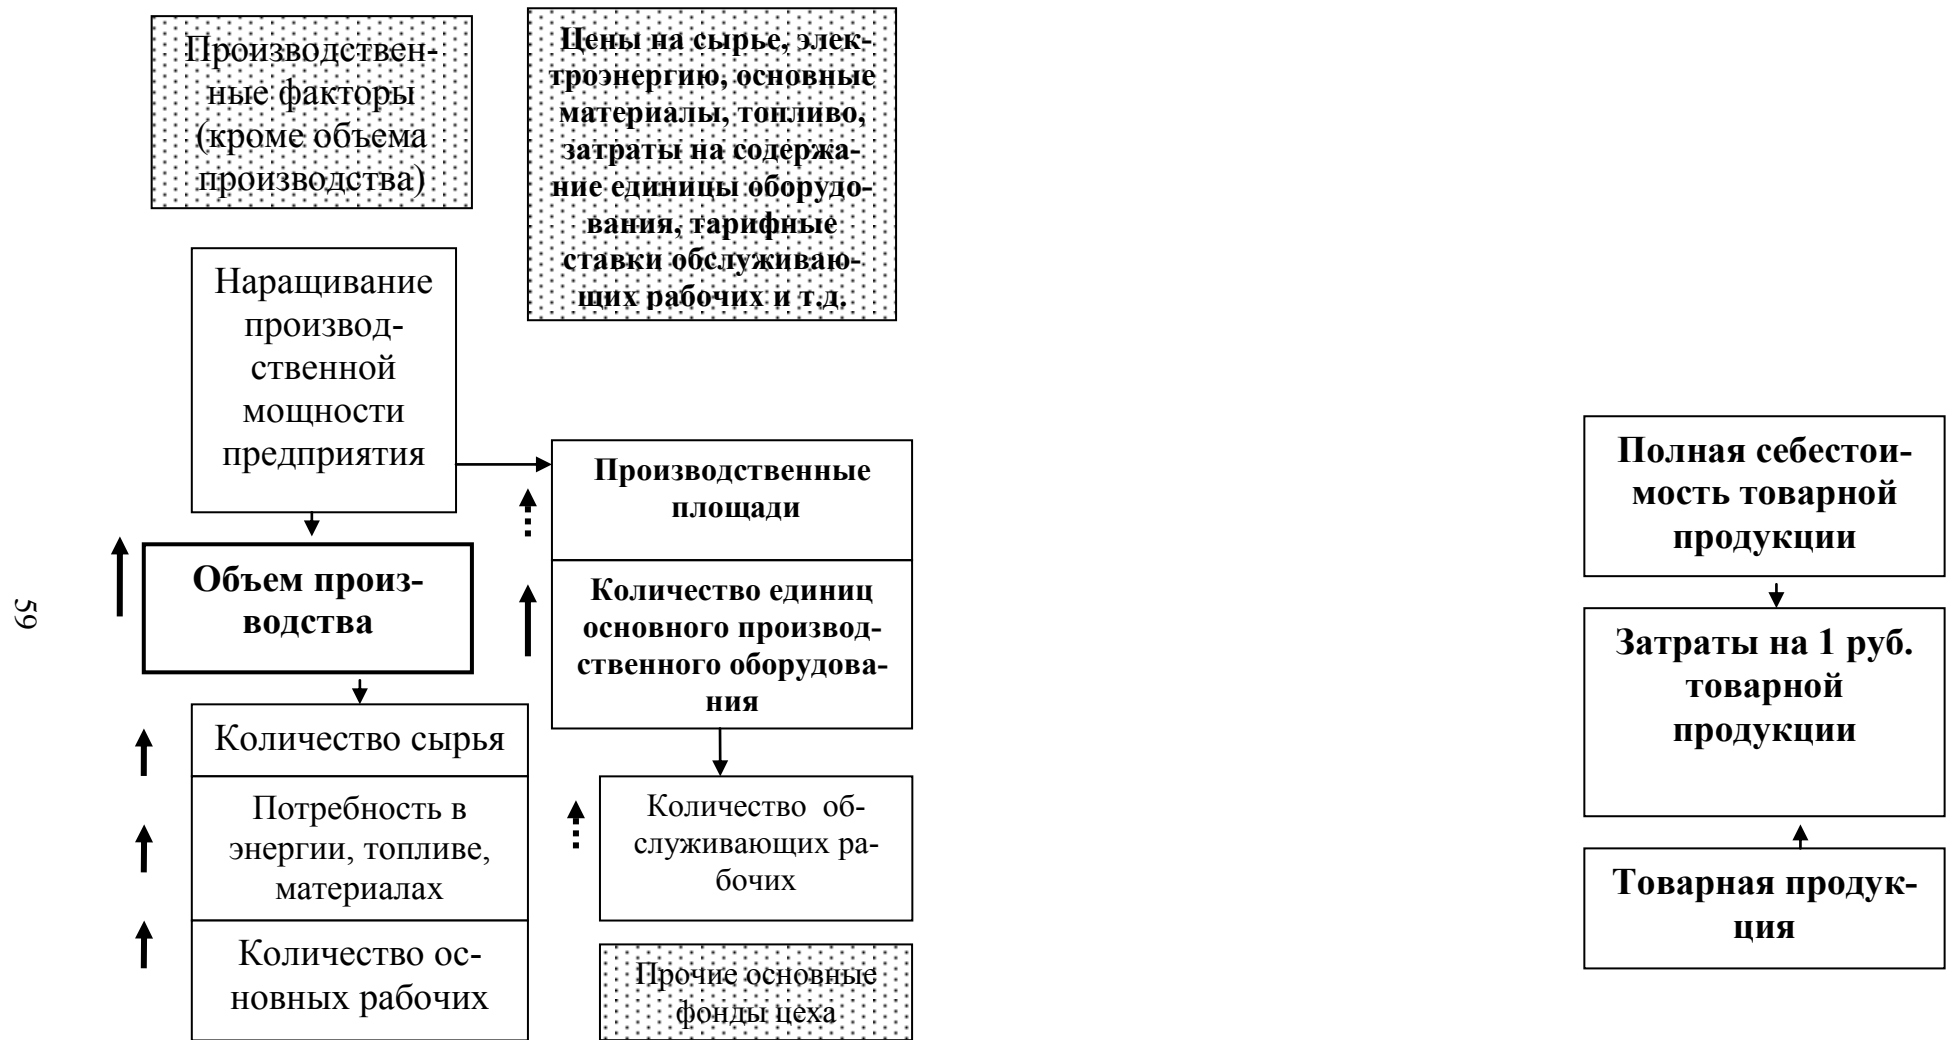 Производствен-
ные факторы
(кроме объема
производства)
Цены на сырье, элек-
троэнергию, основные
материалы, топливо,
затраты на содержа-
ние единицы оборудо-
вания, тарифные
ставки обслуживаю-
щих рабочих и т.д.
Наращивание
производ-
ственной
мощности
предприятия
Производственные
площади
Объем произ-
водства
Количество единиц
основного производ-
ственного оборудова-
ния
Количество сырья
Потребность в
энергии, топливе,
материалах
Количество ос-
новных рабочих
Количество об-
служивающих ра-
бочих
Прочие основные
фонды цеха
Полная себестои-
мость товарной
продукции
Затраты на 1 руб.
товарной
продукции
Товарная продук-
ция
59